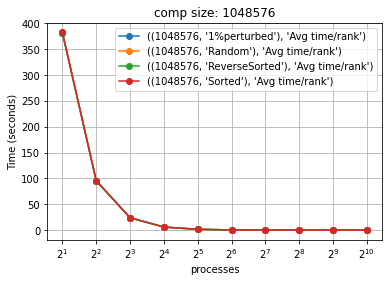 comp size: 1048576
((1048576, '1%perturbed'), 'Avg time/rank')
((1048576, 'Random'), 'Avg time/rank')
((1048576, 'ReverseSorted'), 'Avg time/rank')
((1048576, 'Sorted'), 'Avg time/rank')
Time (seconds)
400
350
300
250
200
150
100
50
0
2¹ 2² 2³ 2⁴ 2⁵ 2⁶ 2⁷ 2⁸ 2⁹ 2¹⁰
processes